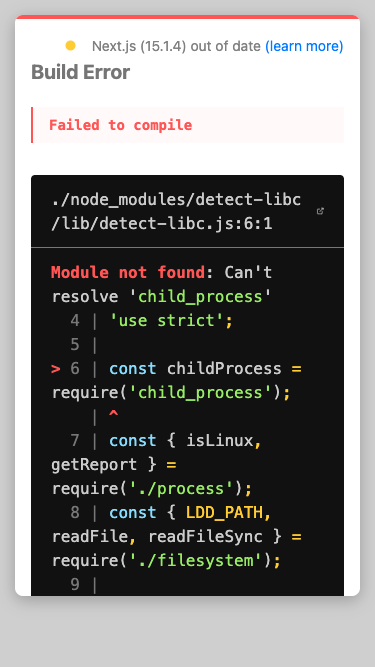 Next.js (15.1.4) out of date (learn more)
Build Error
Failed to compile
./node_modules/detect-libc
/lib/detect-libc.js:6:1
Module not found: Can't
resolve 'child_process'
4 | 'use strict';
5 |
> 6 | const childProcess =
require('child_process');
| ^
7 | const { isLinux,
getReport } =
require('./process');
8 | const { LDD_PATH,
readFile, readFileSync } =
require('./filesystem');
9 |